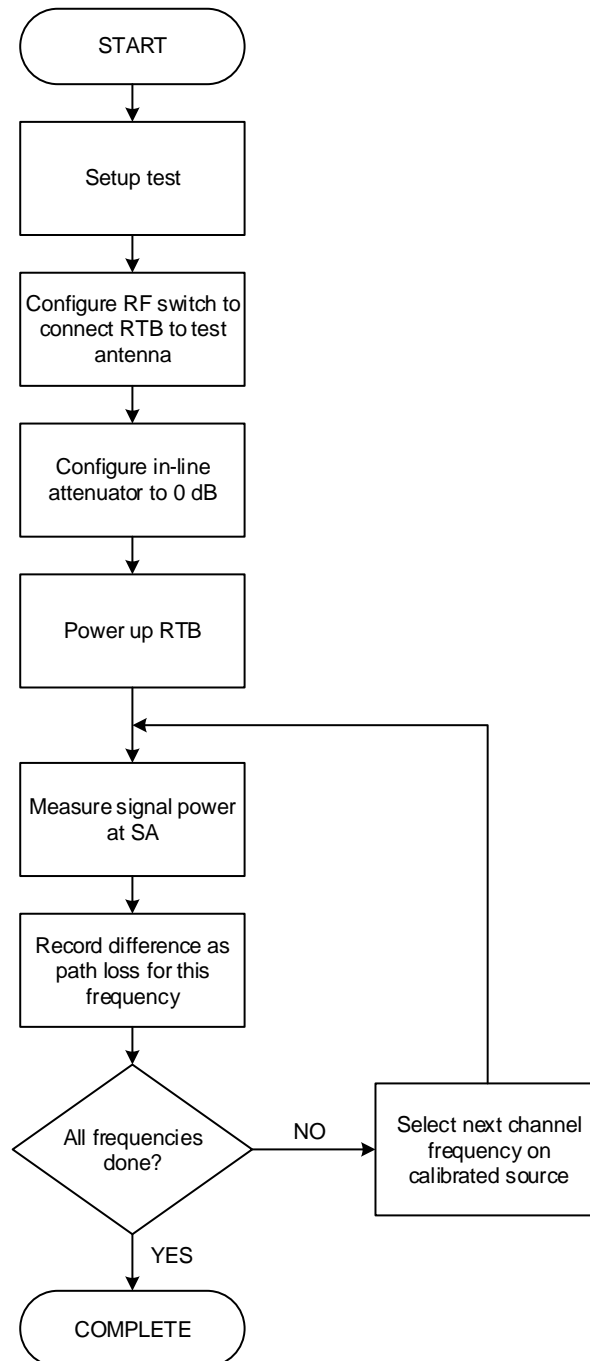 START
Setup test
Configure RF switch to
connect RTB to test
antenna
Configure in-line
attenuator to 0 dB
Power up RTB
Measure signal power
at SA
Record difference as
path loss for this
frequency
All frequencies
done?
NO
Select next channel
frequency on
calibrated source
YES
COMPLETE